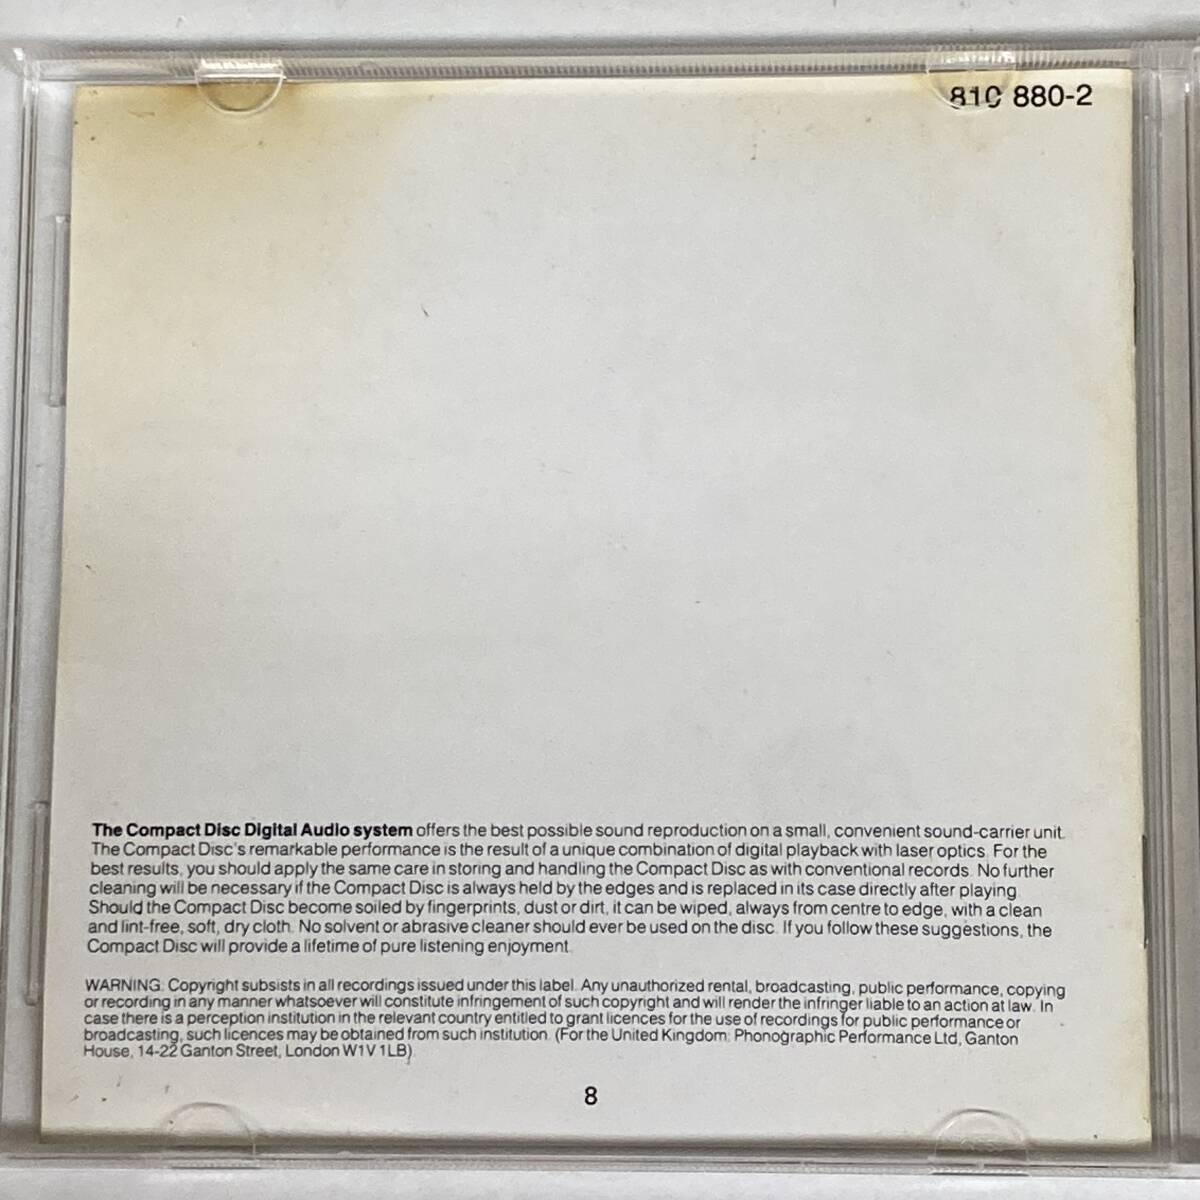 810 880-2
The Compact Disc Digital Audio system offers the best possible sound reproduction on a small, convenient sound-carrier unit.
The Compact Disc's remarkable performance is the result of a unique combination of digital playback with laser optics. For the
best results, you should apply the same care in storing and handling the Compact Disc as with conventional records. No further
cleaning will be necessary if the Compact Disc is always held by the edges and is replaced in its case directly after playing.
Should the Compact Disc become soiled by fingerprints, dust or dirt, it can be wiped, always from centre to edge, with a clean
and lint-free, soft, dry cloth. No solvent or abrasive cleaner should ever be used on the disc. If you follow these suggestions, the
Compact Disc will provide a lifetime of pure listening enjoyment.
WARNING: Copyright subsists in all recordings issued under this label. Any unauthorized rental, broadcasting, public performance, copying
or recording in any manner whatsoever will constitute infringement of such copyright and will render the infringer liable to an action at law. In
case there is a perception institution in the relevant country entitled to grant licences for the use of recordings for public performance or
broadcasting, such licences may be obtained from such institution. (For the United Kingdom: Phonographic Performance Ltd, Ganton
House, 14-22 Ganton Street, London W1V 1LB).
8